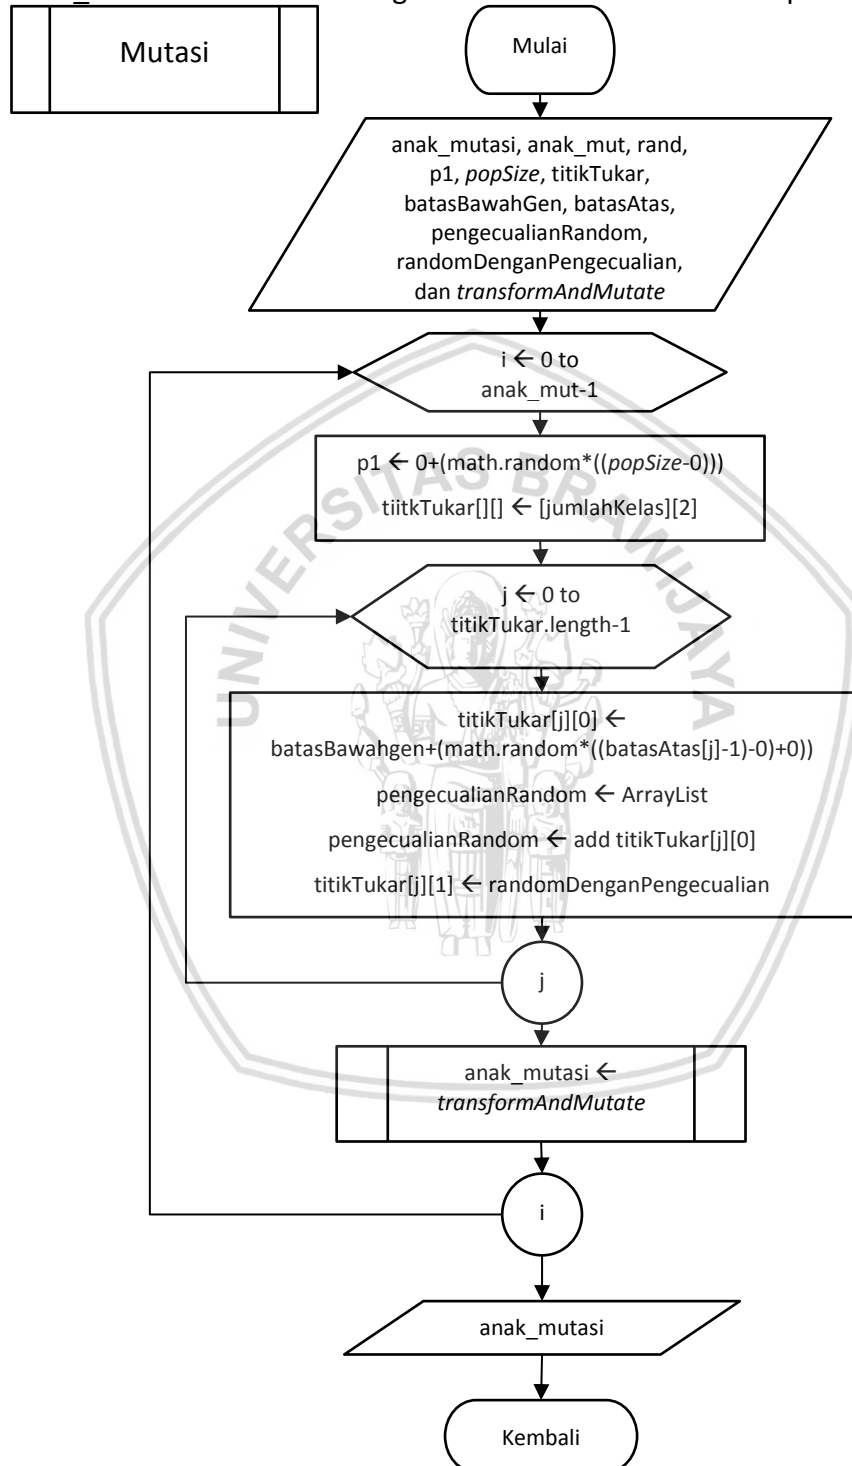 Mutasi
Mulai
anak_mutasi, anak_mut, rand,
p1, popSize, titikTukar,
batasBawahGen, batasAtas,
pengecualianRandom,
randomDenganPengecualian,
dan transformAndMutate
i ← 0 to
anak_mut-1
p1 ← 0+(math.random*((popSize-0)))
tiitkTukar[][] ← [jumlahKelas][2]
j ← 0 to
titikTukar.length-1
titikTukar[j][0] ←
batasBawahgen+(math.random*((batasAtas[j]-1)-0)+0))
pengecualianRandom ← ArrayList
pengecualianRandom ← add titikTukar[j][0]
titikTukar[j][1] ← randomDenganPengecualian
j
anak_mutasi ←
transformAndMutate
i
anak_mutasi
Kembali
UNIVERSITAS BRAWIJAYA